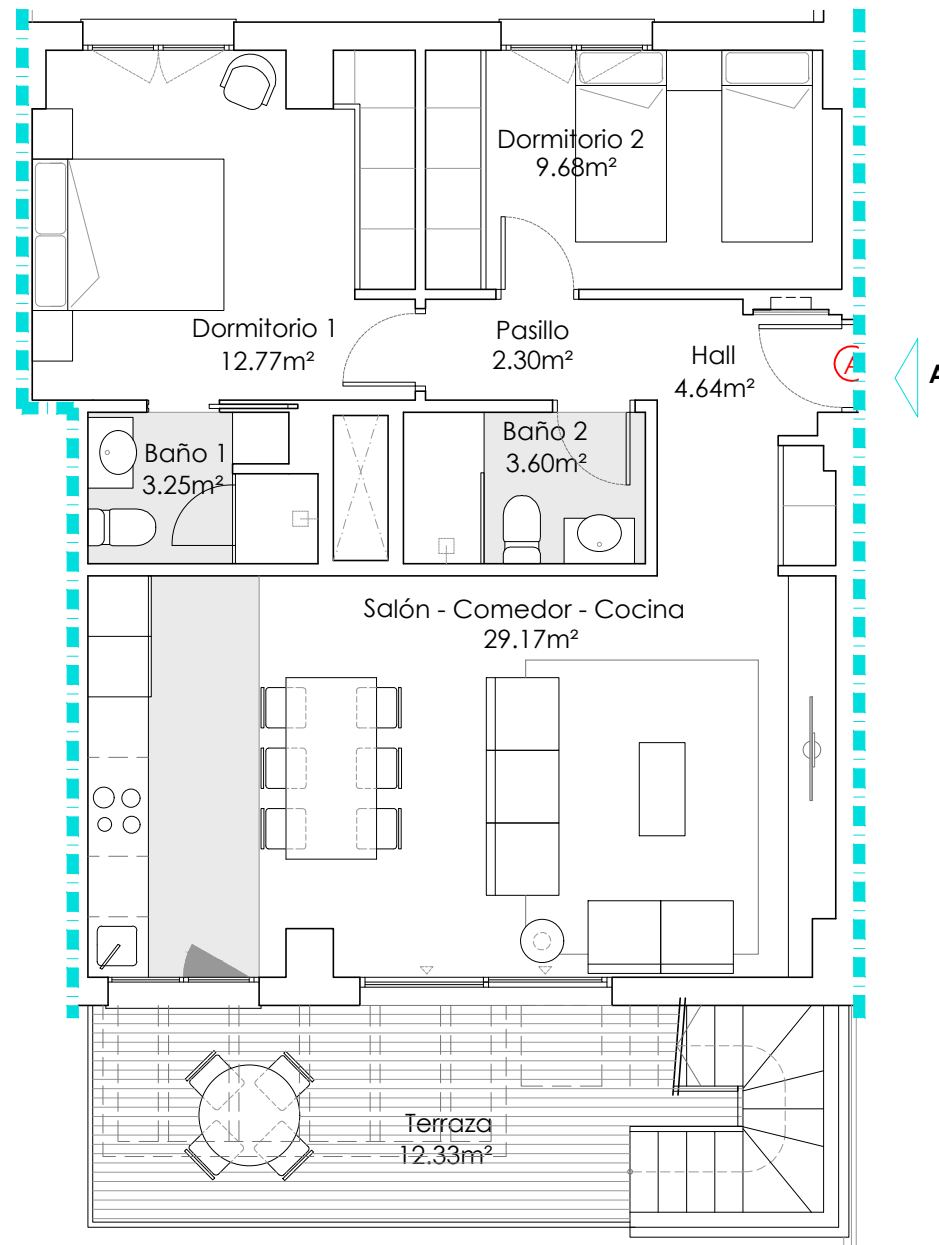 Dormitorio 2
9.68m²
Dormitorio 1
12.77m²
Pasillo
2.30m²
Hall
4.64m²
A
A
Baño 1
3.25m²
Baño 2
3.60m²
Salón - Comedor - Cocina
29.17m²
Terraza
12.33m²